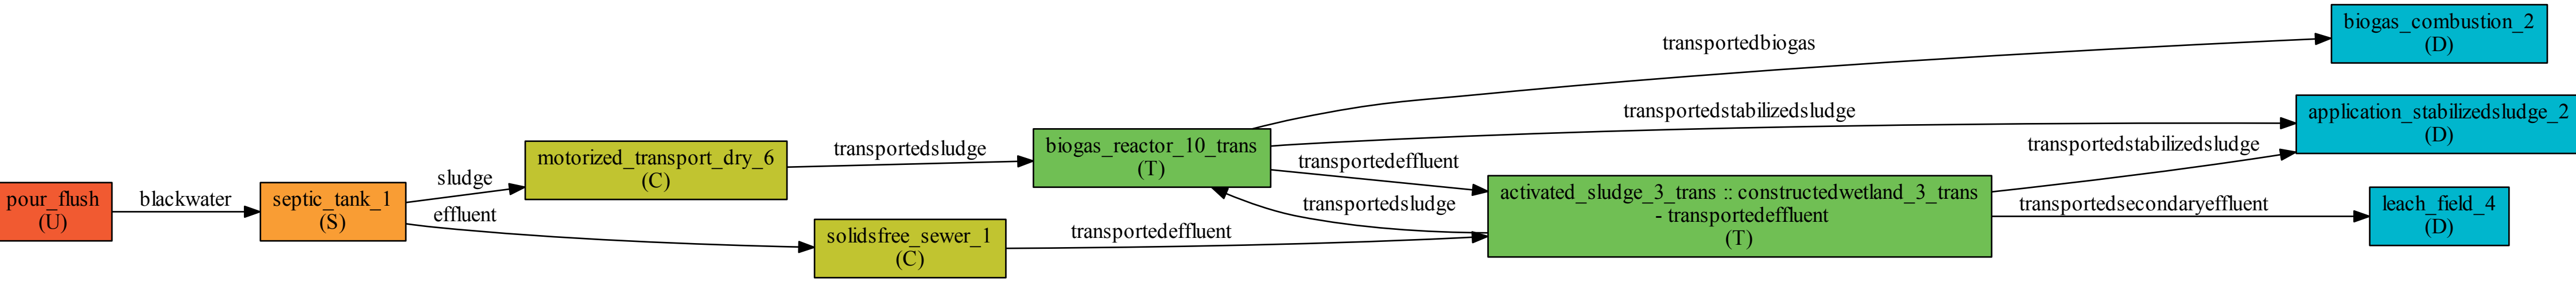 pour_flush
(U)
blackwater
septic_tank_1
(S)
sludge
effluent
motorized_transport_dry_6
(C)
solidsfree_sewer_1
(C)
transportedsludge
transportedeffluent
biogas_reactor_10_trans
(T)
transportedbiogas
transportedstabilizedsludge
transportedeffluent
transportedsludge
activated_sludge_3_trans :: constructedwetland_3_trans
- transportedeffluent
(T)
transportedstabilizedsludge
transportedsecondaryeffluent
biogas_combustion_2
(D)
application_stabilizedsludge_2
(D)
leach_field_4
(D)